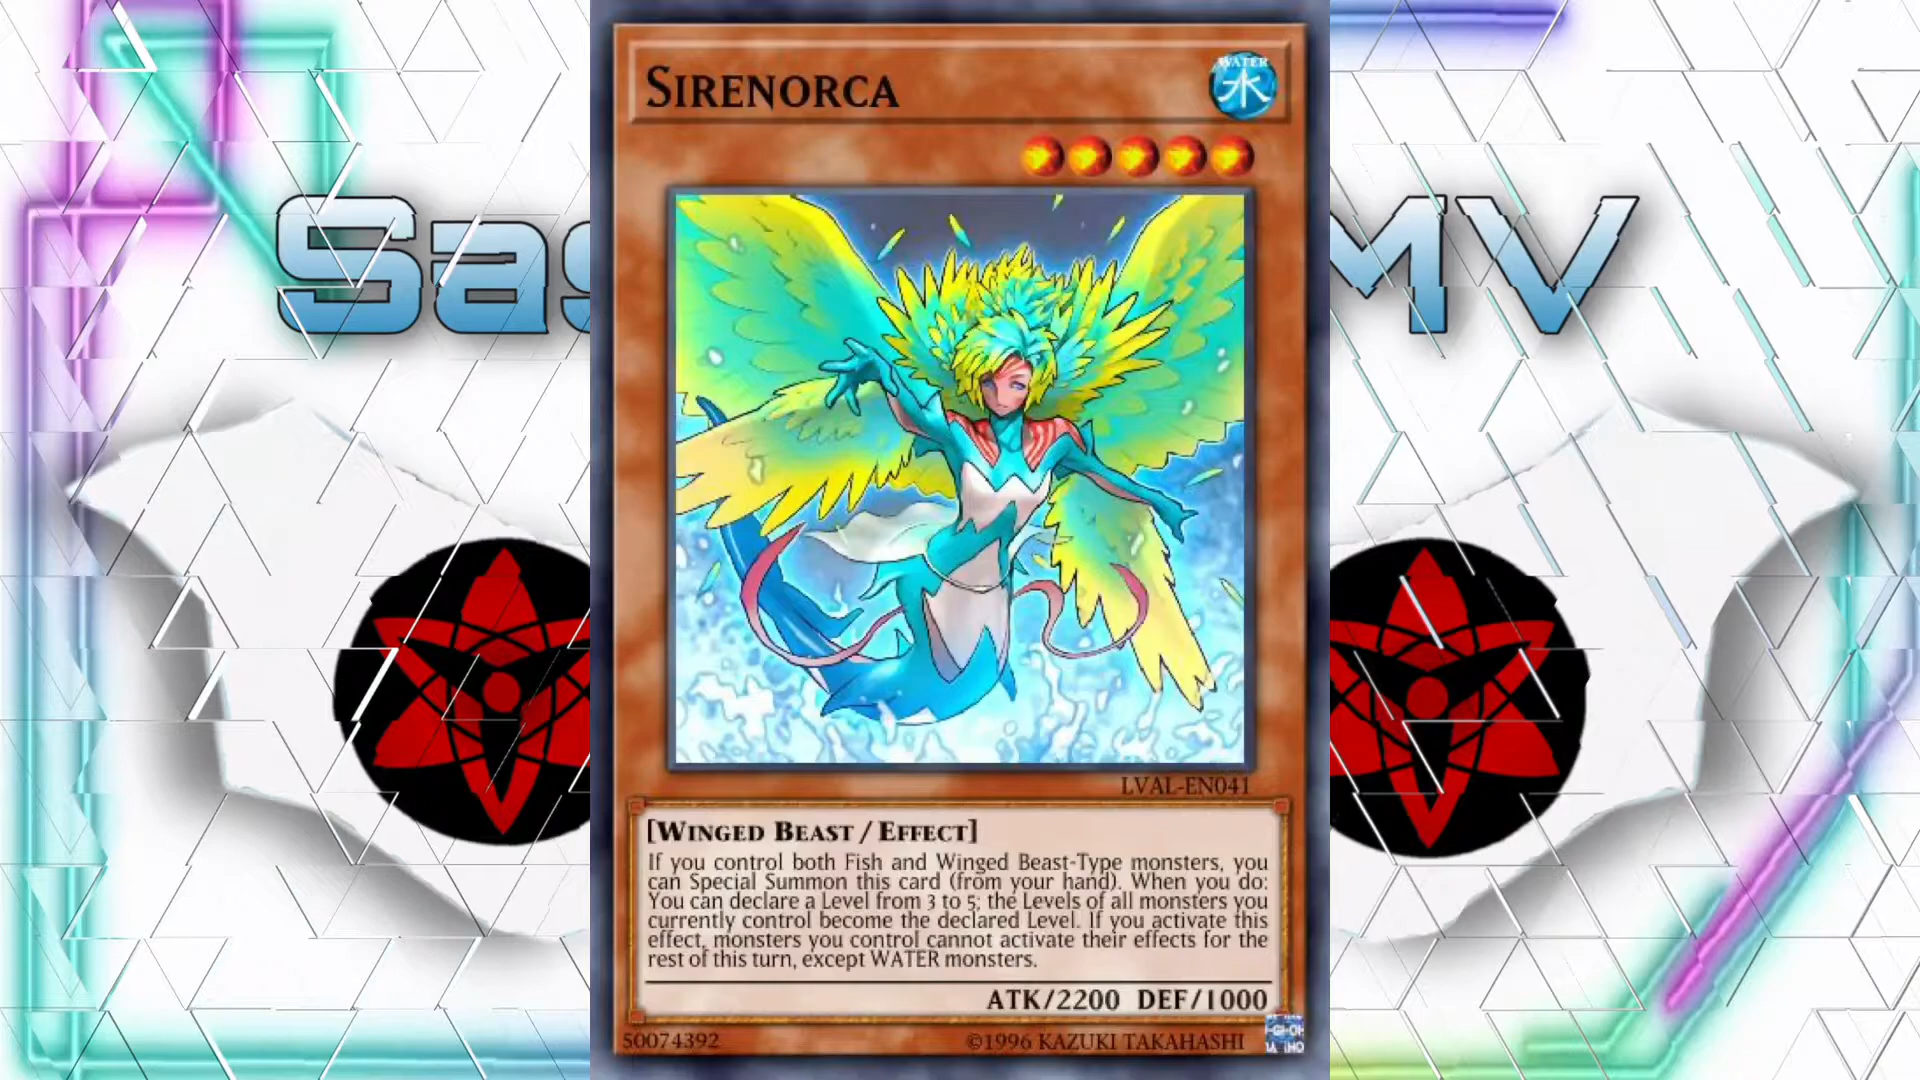 SIRENORCA
WATER
水
Sas
MV
LVAL-EN041
[WINGED BEAST / EFFECT]
If you control both Fish and Winged Beast-Type monsters, you
can Special Summon this card (from your hand). When you do:
You can declare a Level from 3 to 5; the Levels of all monsters you
currently control become the declared Level. If you activate this
effect, monsters you control cannot activate their effects for the
rest of this turn, except WATER monsters.
ATK/2200 DEF/1000
50074392
©1996 KAZUKI TAKAHASHI